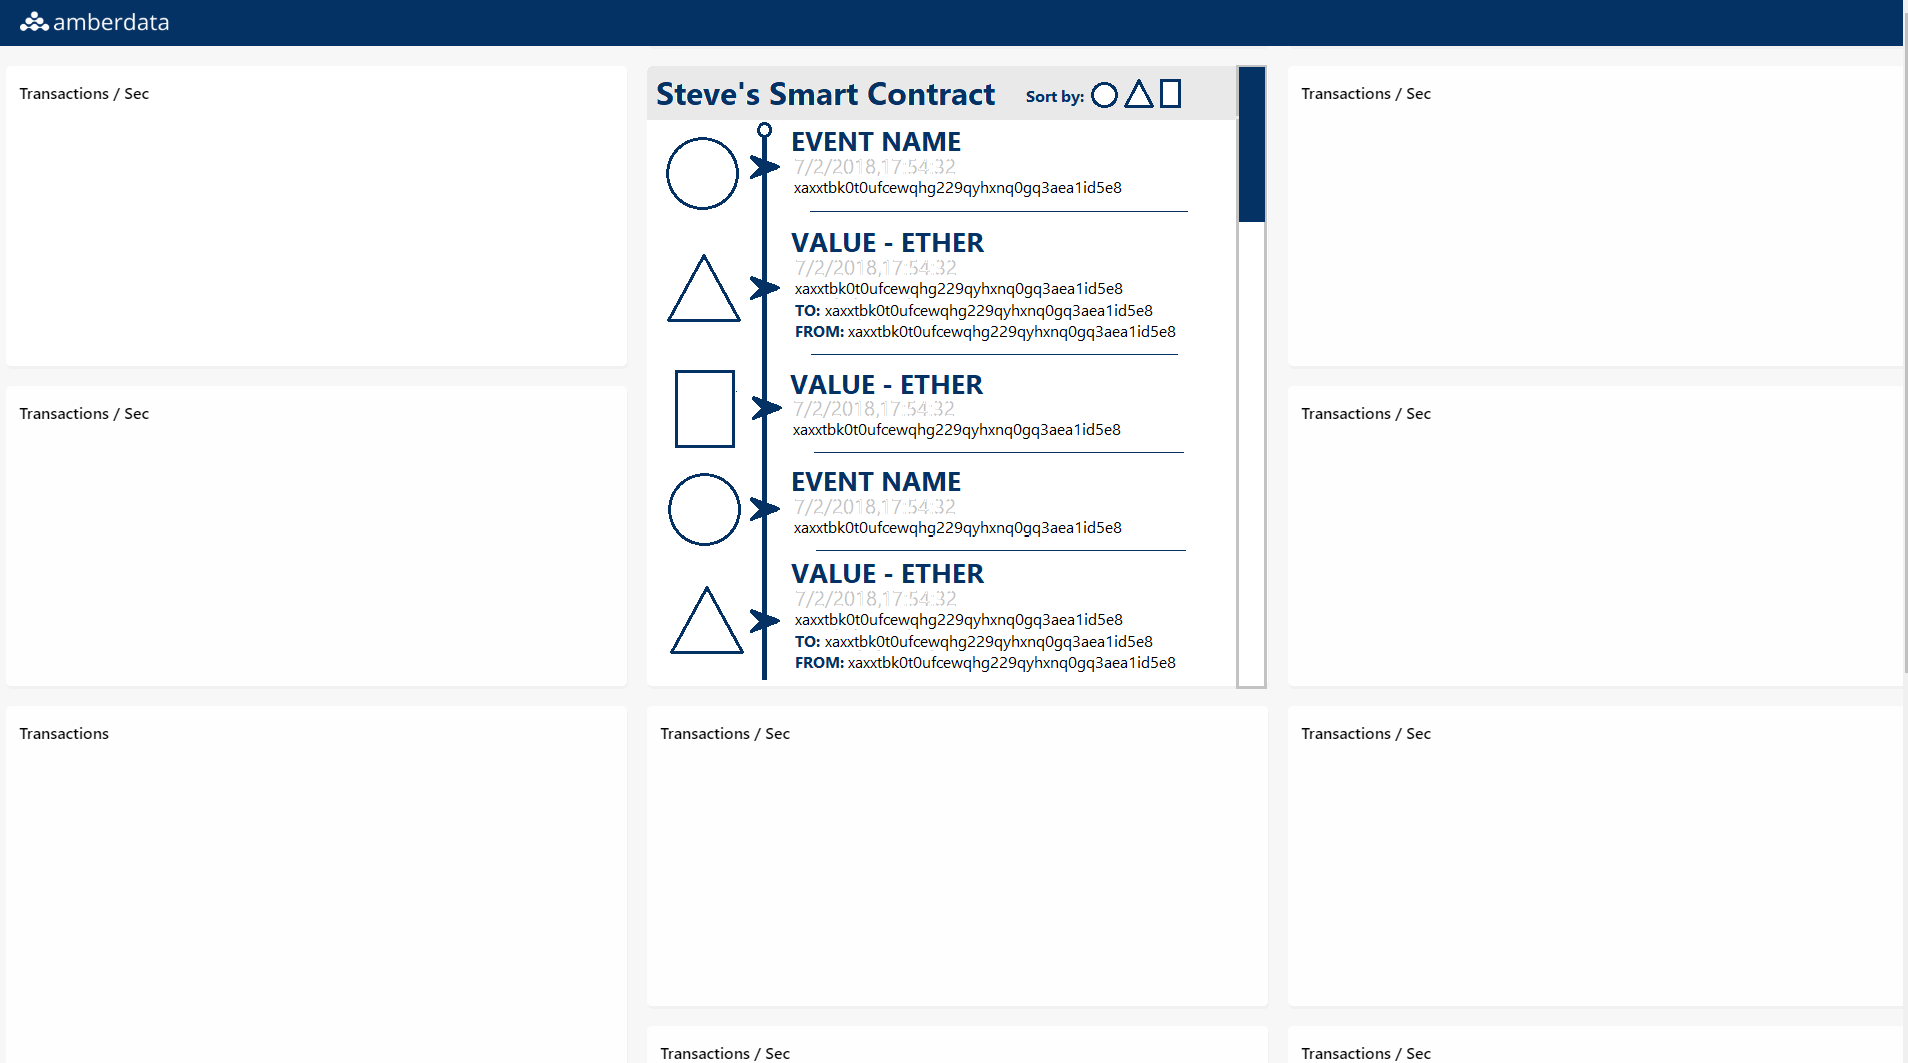 amberdata
Transactions / Sec
Transactions / Sec
Transactions
Steve's Smart Contract Sort by:
EVENT NAME
7/2/2018,17:54:32
xaxxtbk0t0ufcewqhg229qyhxnq0gq3aea1id5e8
VALUE - ETHER
7/2/2018,17:54:32
xaxxtbk0t0ufcewqhg229qyhxnq0gq3aea1id5e8
TO: xaxxtbk0t0ufcewqhg229qyhxnq0gq3aea1id5e8
FROM: xaxxtbk0t0ufcewqhg229qyhxnq0gq3aea1id5e8
VALUE - ETHER
7/2/2018,17:54:32
xaxxtbk0t0ufcewqhg229qyhxnq0gq3aea1id5e8
EVENT NAME
7/2/2018,17:54:32
xaxxtbk0t0ufcewqhg229qyhxnq0gq3aea1id5e8
VALUE - ETHER
7/2/2018,17:54:32
xaxxtbk0t0ufcewqhg229qyhxnq0gq3aea1id5e8
TO: xaxxtbk0t0ufcewqhg229qyhxnq0gq3aea1id5e8
FROM: xaxxtbk0t0ufcewqhg229qyhxnq0gq3aea1id5e8
Transactions / Sec
Transactions / Sec
Transactions / Sec
Transactions / Sec
Transactions / Sec
Transactions / Sec